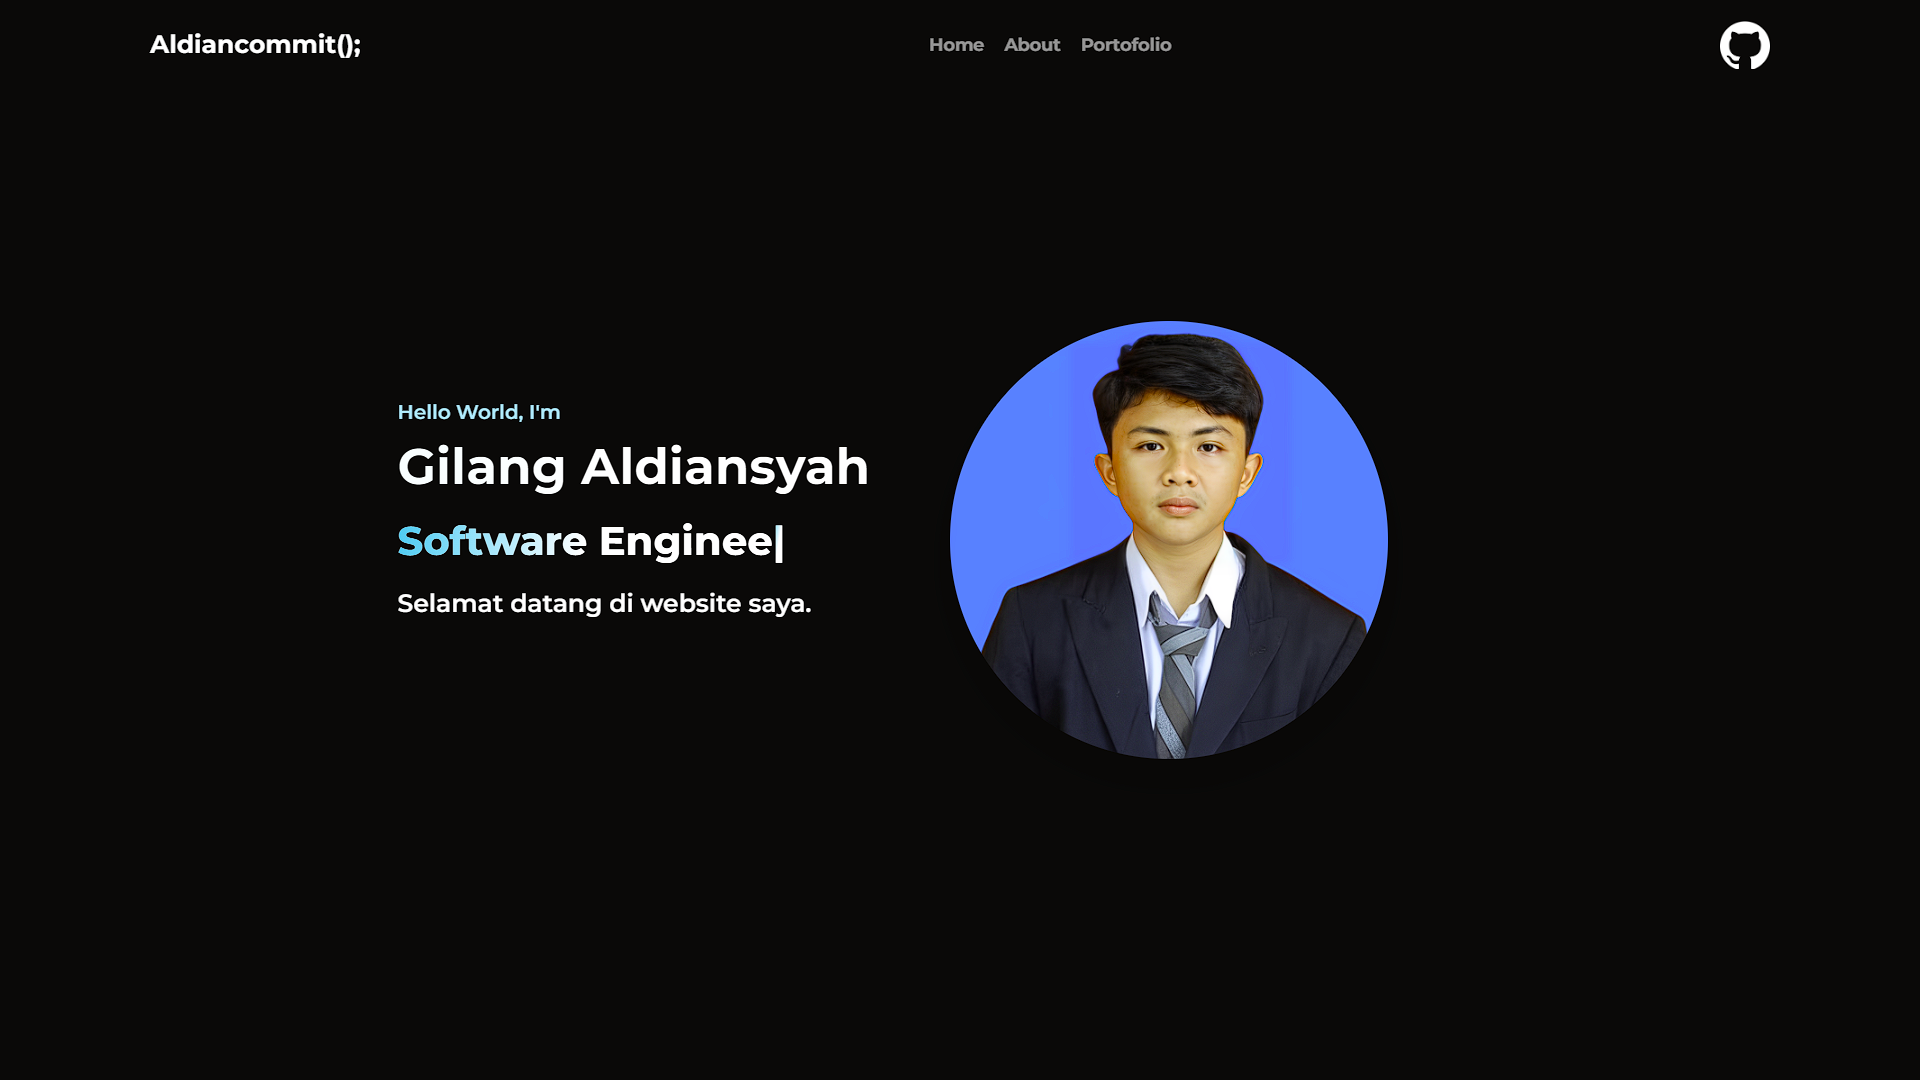 Aldiancommit();
Home About Portofolio
Hello World, I'm
Gilang Aldiansyah
Software Enginee|
Selamat datang di website saya.